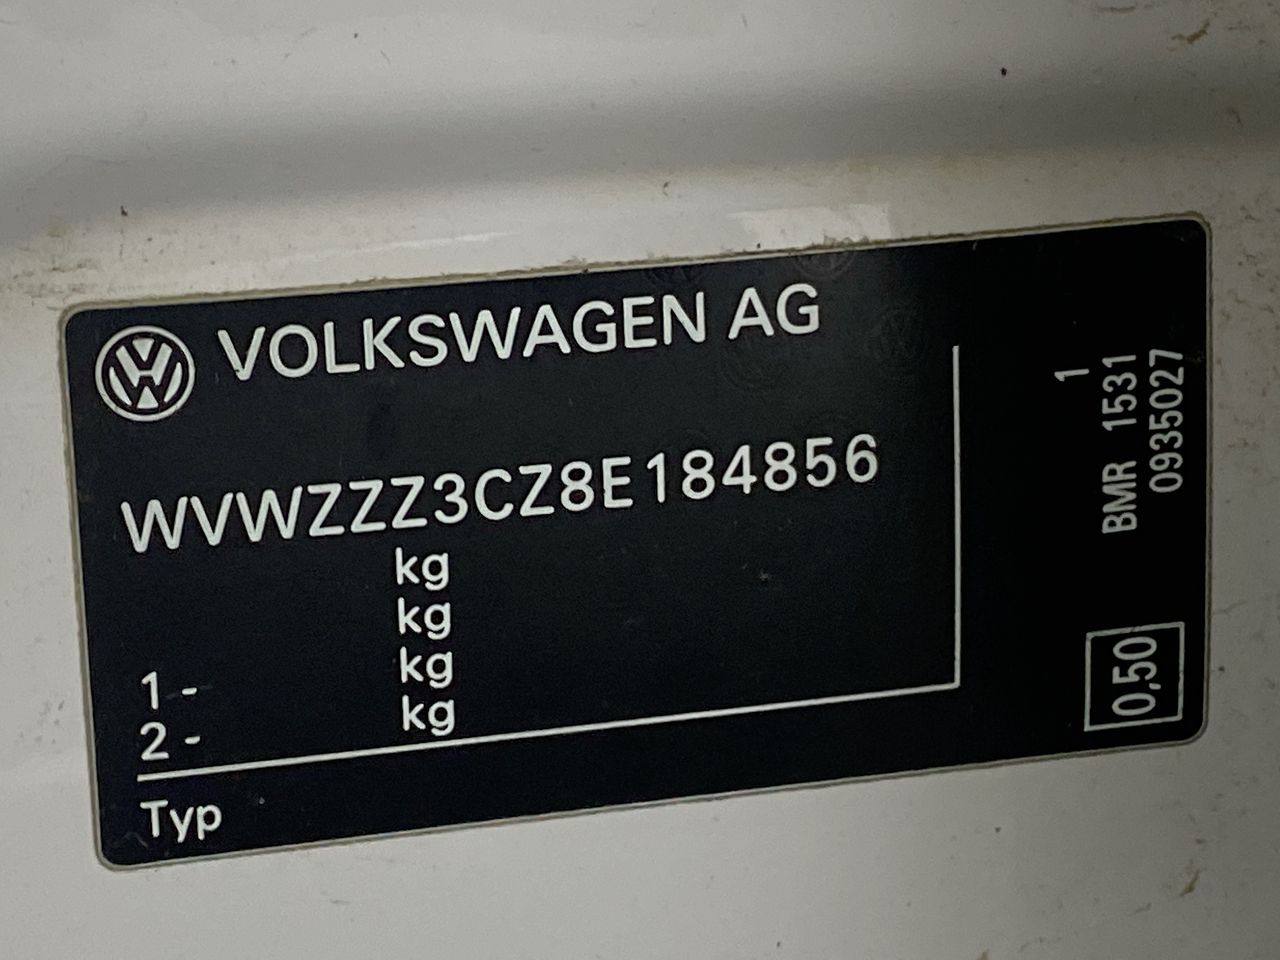 VOLKSWAGEN AG
WVWZZZ3CZ8E184856
kg
kg
1 - kg
2 - kg
Typ
1
BMR 1531
0935027
0,50